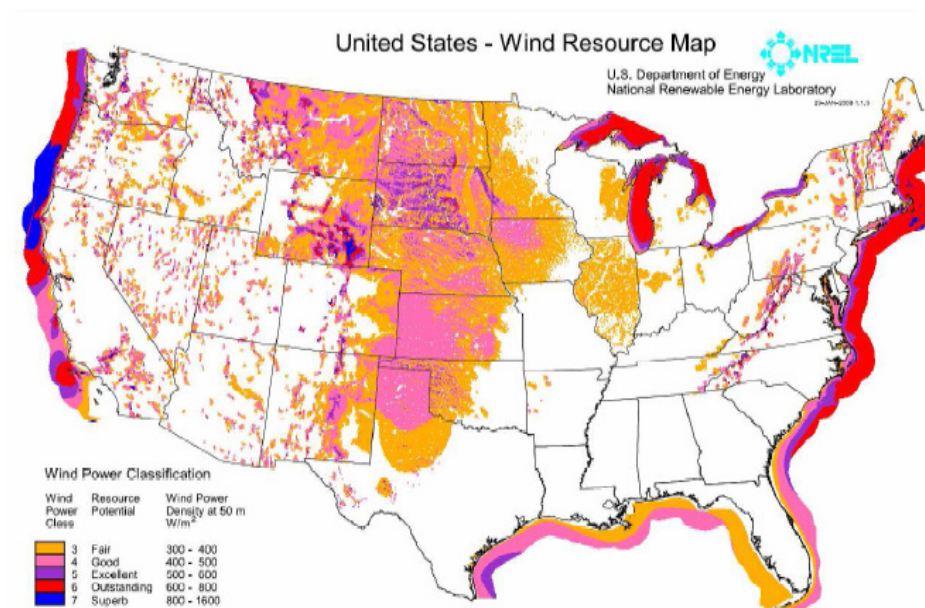 United States - Wind Resource Map
NREL
U.S. Department of Energy
National Renewable Energy Laboratory
Wind Power Classification
Wind Power Class
Resource Potential
Wind Power Density at 50 m W/m²
3 Fair 300 - 400
4 Good 400 - 500
5 Excellent 500 - 600
6 Outstanding 600 - 800
7 Superb 800 - 1600